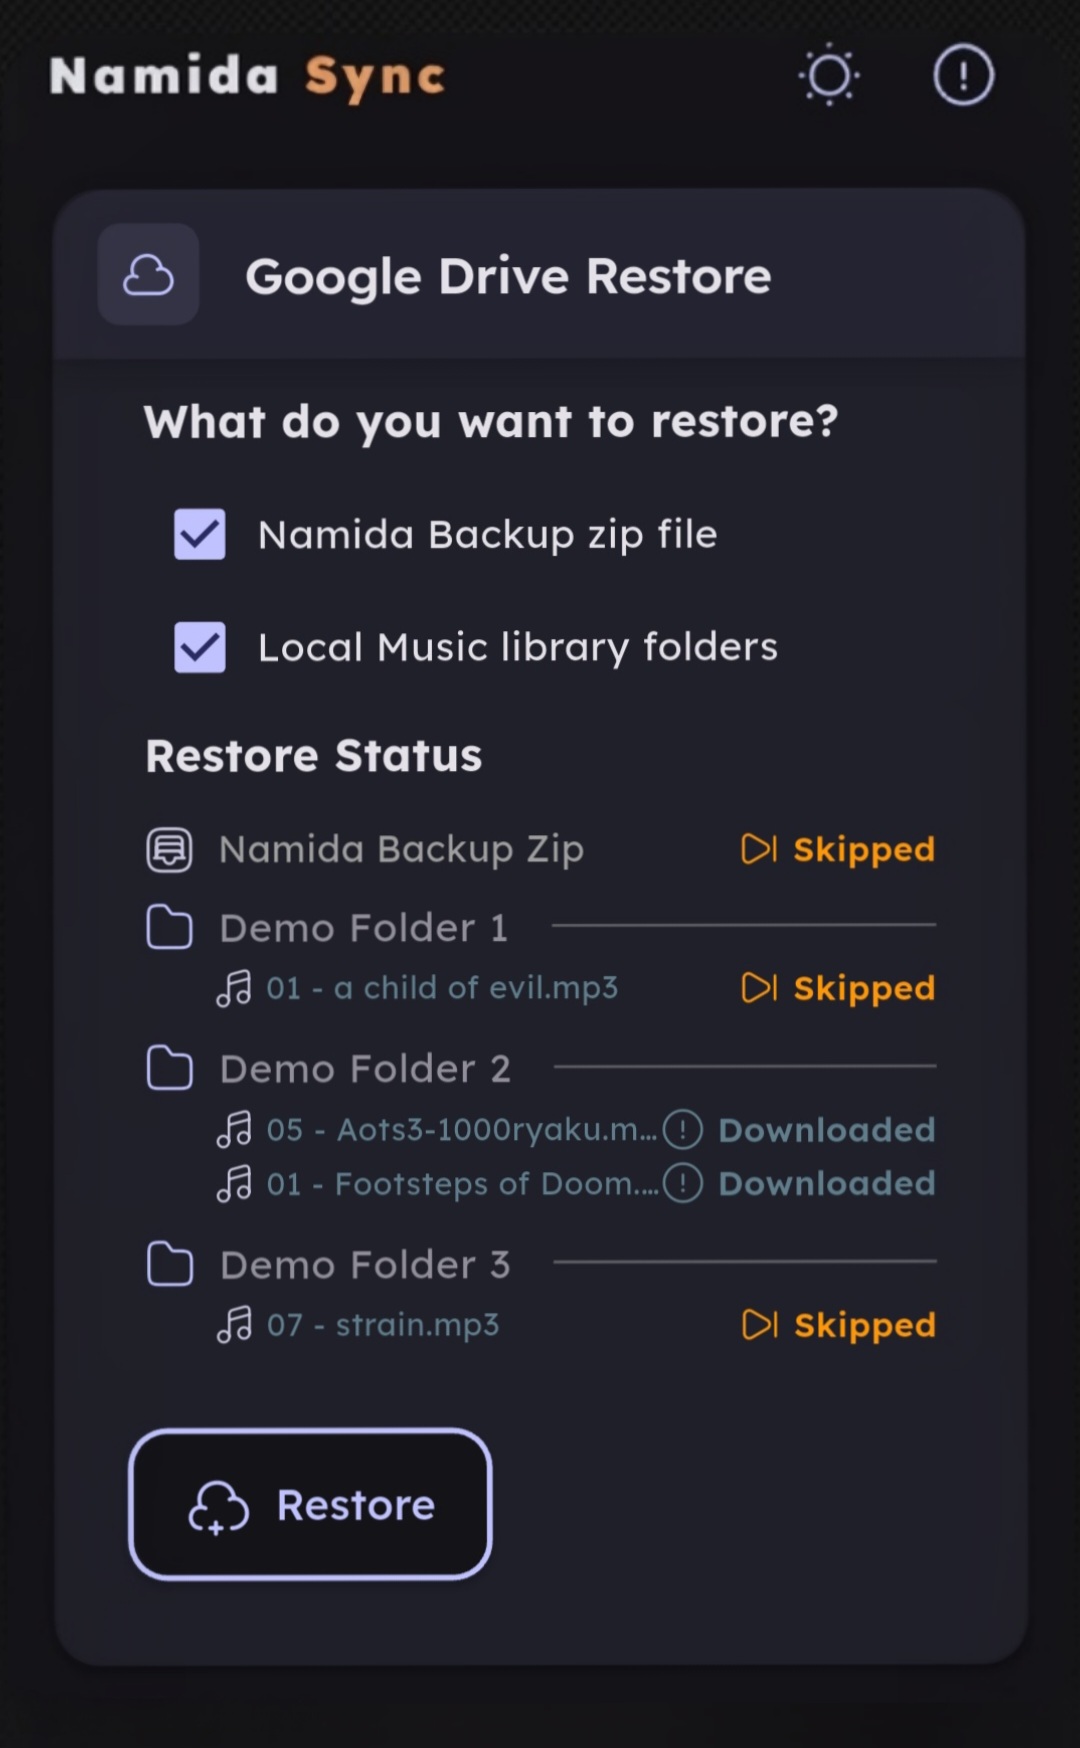 Namida Sync
Google Drive Restore
What do you want to restore?
Namida Backup zip file
Local Music library folders
Restore Status
Namida Backup Zip Skipped
Demo Folder 1
01 - a child of evil.mp3 Skipped
Demo Folder 2
05 - Aots3-1000ryaku.m... Downloaded
01 - Footsteps of Doom.... Downloaded
Demo Folder 3
07 - strain.mp3 Skipped
Restore